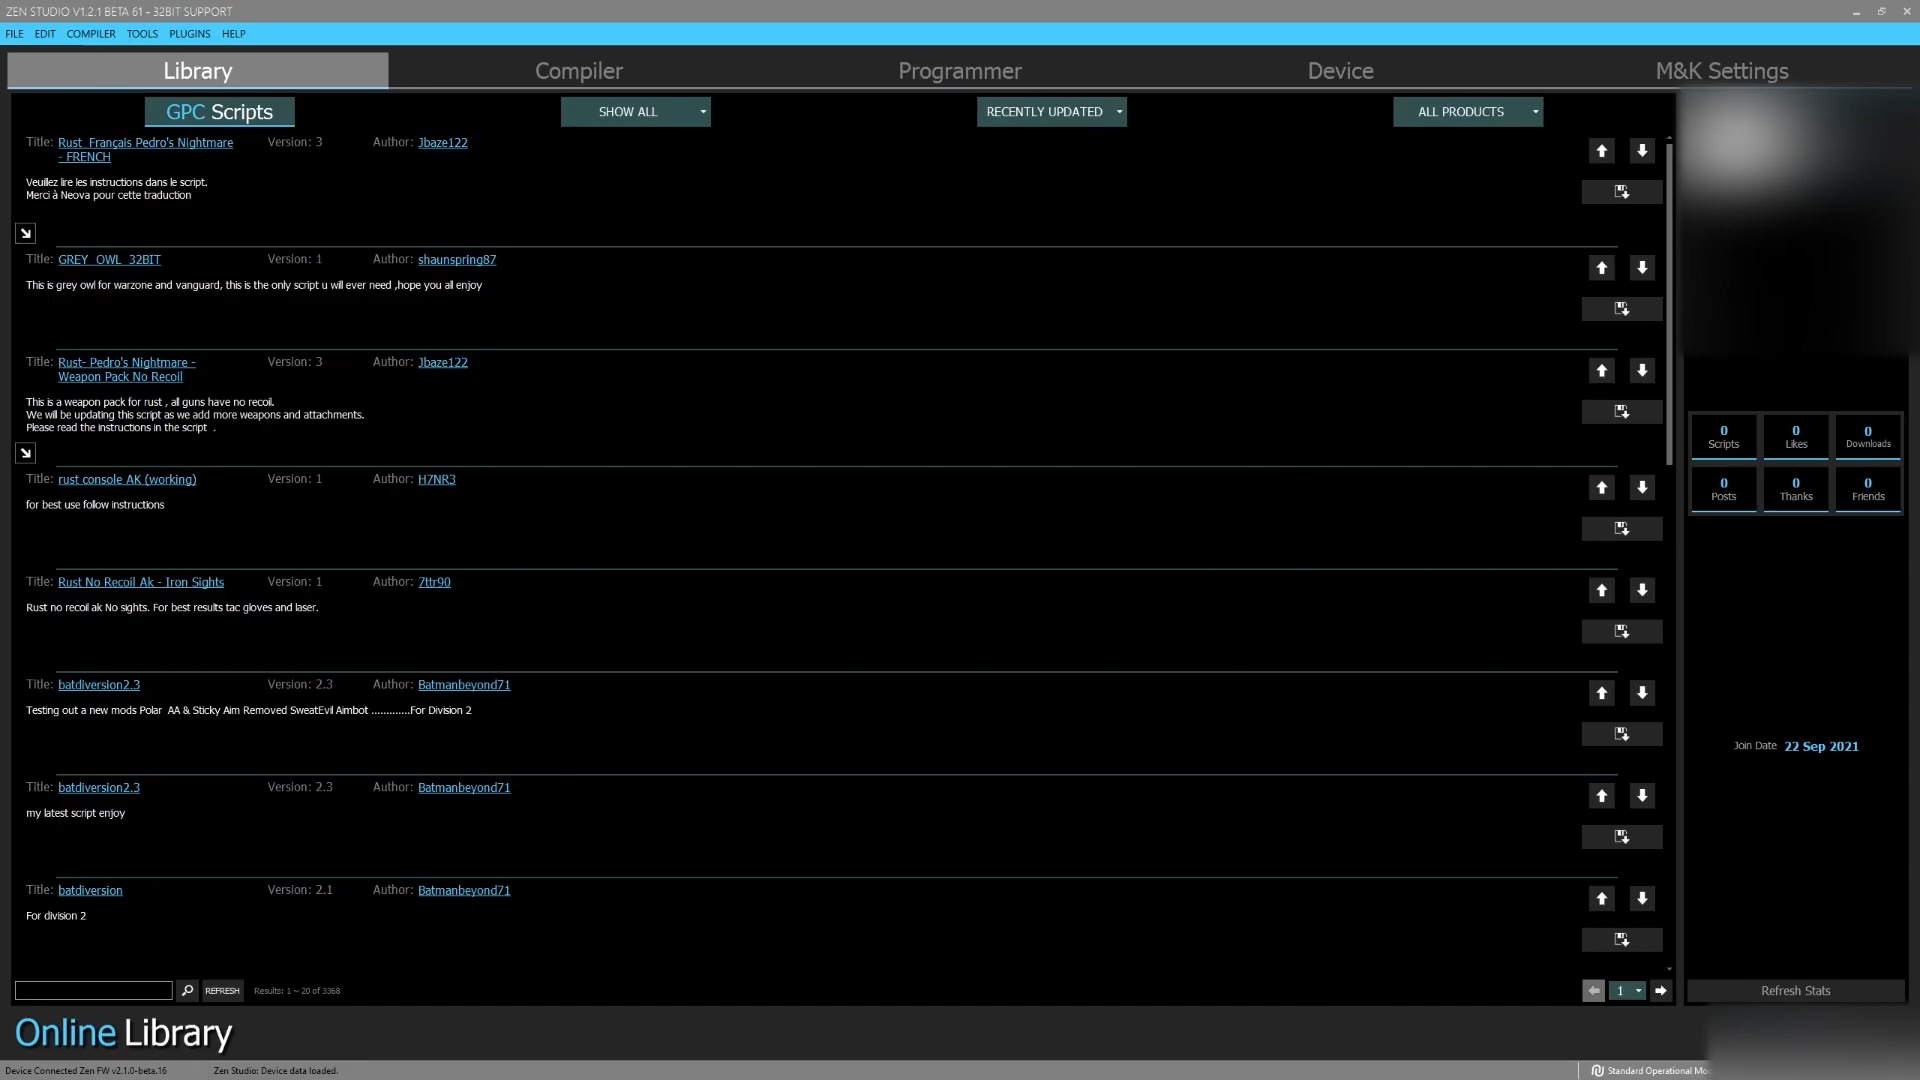 ZEN STUDIO V1.2.1 BETA 61 - 32BIT SUPPORT
FILE EDIT COMPILER TOOLS PLUGINS HELP
Library Compiler Programmer Device M&K Settings
GPC Scripts SHOW ALL RECENTLY UPDATED ALL PRODUCTS
Title: Rust Français Pedro's Nightmare Version: 3 Author: Jbaze122
- FRENCH
Veuillez lire les instructions dans le script.
Merci à Neova pour cette traduction
Title: GREY_OWL_32BIT Version: 1 Author: shaunspring87
This is grey owl for warzone and vanguard, this is the only script u will ever need ,hope you all enjoy
Title: Rust- Pedro's Nightmare - Version: 3 Author: Jbaze122
Weapon Pack No Recoil
This is a weapon pack for rust , all guns have no recoil.
We will be updating this script as we add more weapons and attachments.
Please read the instructions in the script .
Title: rust console AK (working) Version: 1 Author: H7NR3
for best use follow instructions
Title: Rust No Recoil Ak - Iron Sights Version: 1 Author: 7ttr90
Rust no recoil ak No sights. For best results tac gloves and laser.
Title: batdiversion2.3 Version: 2.3 Author: Batmanbeyond71
Testing out a new mods Polar AA & Sticky Aim Removed SweatEvil Aimbot .............For Division 2
Title: batdiversion2.3 Version: 2.3 Author: Batmanbeyond71
my latest script enjoy
Title: batdiversion Version: 2.1 Author: Batmanbeyond71
For division 2
REFRESH Results: 1 ~ 20 of 3368 1
0 0 0
Scripts Likes Downloads
0 0 0
Posts Thanks Friends
Join Date 22 Sep 2021
Refresh Stats
Online Library
Device Connected Zen FW v2.1.0-beta.16 Zen Studio: Device data loaded. Standard Operational Mo